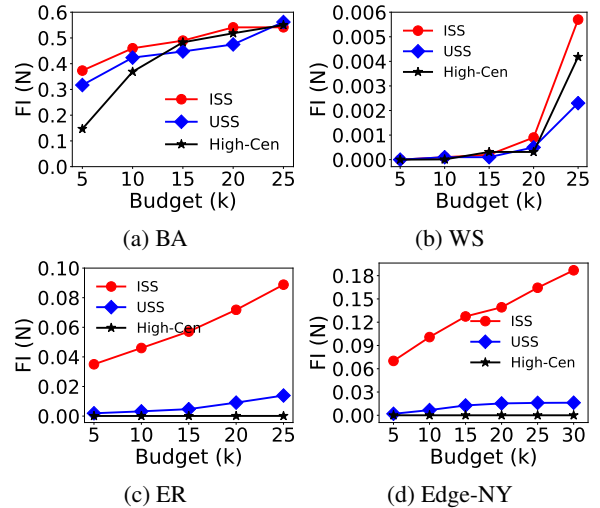 FI (N)
0.6
0.5
0.4
0.3
0.2
0.1
0.0
ISS
USS
High-Cen
5 10 15 20 25
Budget (k)
(a) BA
FI (N)
0.006
0.005
0.004
0.003
0.002
0.001
0.000
ISS
USS
High-Cen
5 10 15 20 25
Budget (k)
(b) WS
FI (N)
0.10
0.08
0.06
0.04
0.02
0.00
ISS
USS
High-Cen
5 10 15 20 25
Budget (k)
(c) ER
FI (N)
0.18
0.15
0.12
0.09
0.06
0.03
0.00
ISS
USS
High-Cen
5 10 15 20 25 30
Budget (k)
(d) Edge-NY